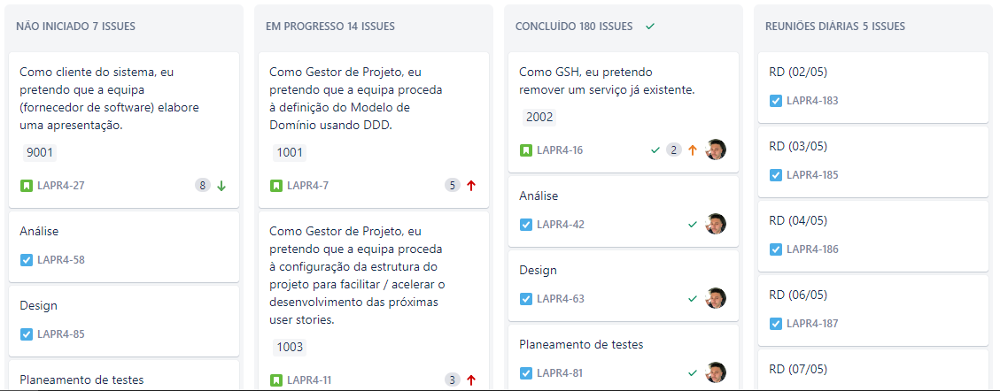 NÃO INICIADO 7 ISSUES
Como cliente do sistema, eu
pretendo que a equipa
(fornecedor de software) elabore
uma apresentação.
9001
LAPR4-27
8
Análise
LAPR4-58
Design
LAPR4-85
Planeamento de testes
EM PROGRESSO 14 ISSUES
Como Gestor de Projeto, eu
pretendo que a equipa proceda
à definição do Modelo de
Domínio usando DDD.
1001
LAPR4-7
5
Como Gestor de Projeto, eu
pretendo que a equipa proceda
à configuração da estrutura do
projeto para facilitar / acelerar o
desenvolvimento das próximas
user stories.
1003
LAPR4-11
3
CONCLUÍDO 180 ISSUES
Como GSH, eu pretendo
remover um serviço já existente.
2002
LAPR4-16
2
Análise
LAPR4-42
Design
LAPR4-63
Planeamento de testes
LAPR4-81
REUNIÕES DIÁRIAS 5 ISSUES
RD (02/05)
LAPR4-183
RD (03/05)
LAPR4-185
RD (04/05)
LAPR4-186
RD (06/05)
LAPR4-187
RD (07/05)